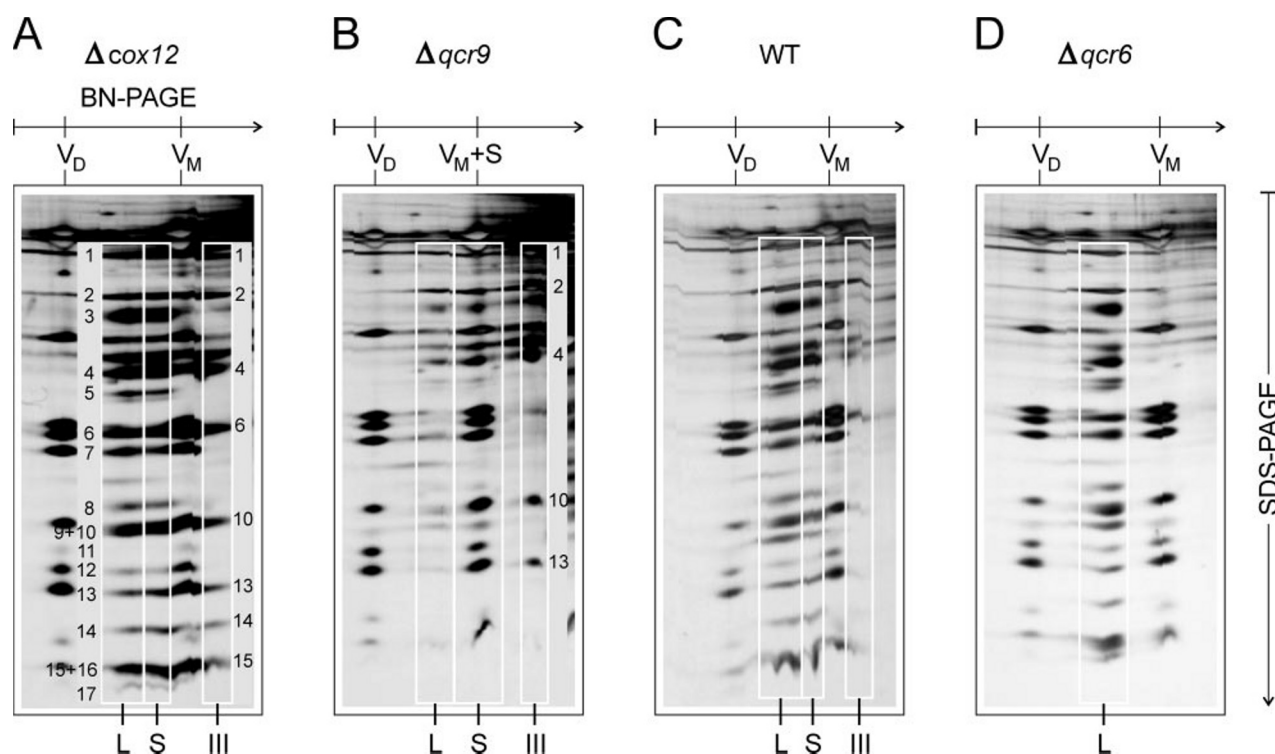 A
B
C
D
Δcox12
Δqcr9
WT
Δqcr6
BN-PAGE
V_D
V_M
V_D
V_M+S
V_D
V_M
V_D
V_M
1
2
3
4
5
6
7
8
9+10
11
12
13
14
15+16
17
1
2
4
6
10
13
14
15
1
2
4
10
13
SDS-PAGE
L
S
III
L
S
III
L
S
III
L